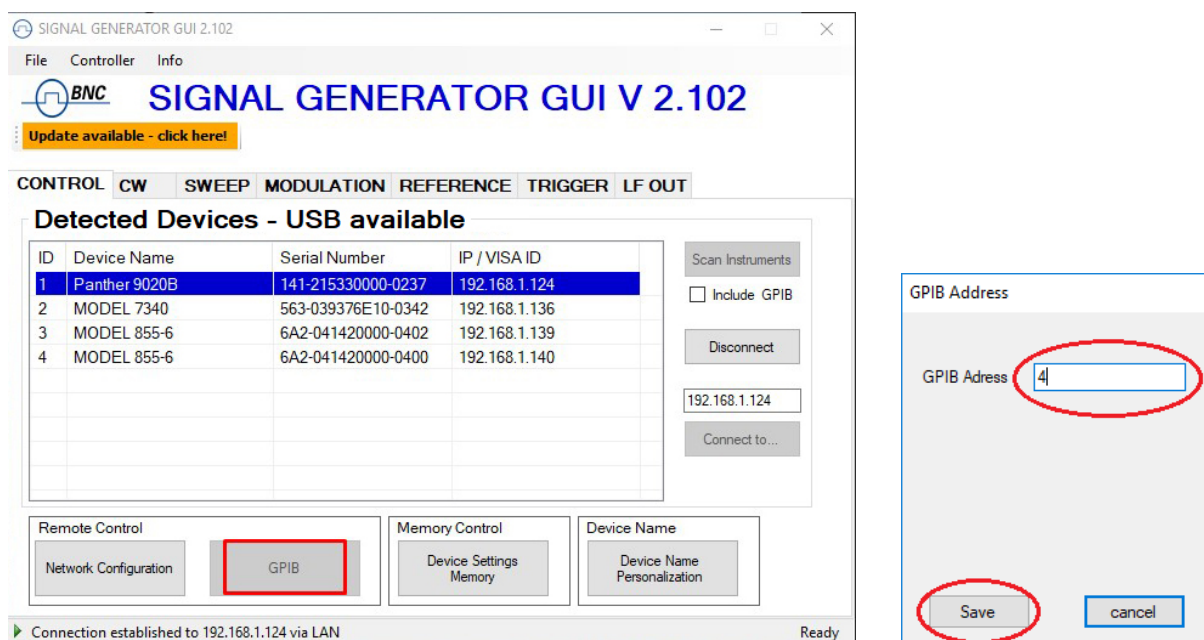 SIGNAL GENERATOR GUI 2.102
File Controller Info
BNC SIGNAL GENERATOR GUI V 2.102
Update available - click here!
CONTROL CW SWEEP MODULATION REFERENCE TRIGGER LF OUT
Detected Devices - USB available
ID Device Name Serial Number IP / VISA ID
1 Panther 9020B 141-215330000-0237 192.168.1.124
2 MODEL 7340 563-039376E10-0342 192.168.1.136
3 MODEL 855-6 6A2-041420000-0402 192.168.1.139
4 MODEL 855-6 6A2-041420000-0400 192.168.1.140
Scan Instruments
Include GPIB
Disconnect
192.168.1.124
Connect to...
Remote Control
Network Configuration
GPIB
Memory Control
Device Settings
Memory
Device Name
Device Name
Personalization
Connection established to 192.168.1.124 via LAN Ready
GPIB Address
GPIB Adress 4
Save cancel